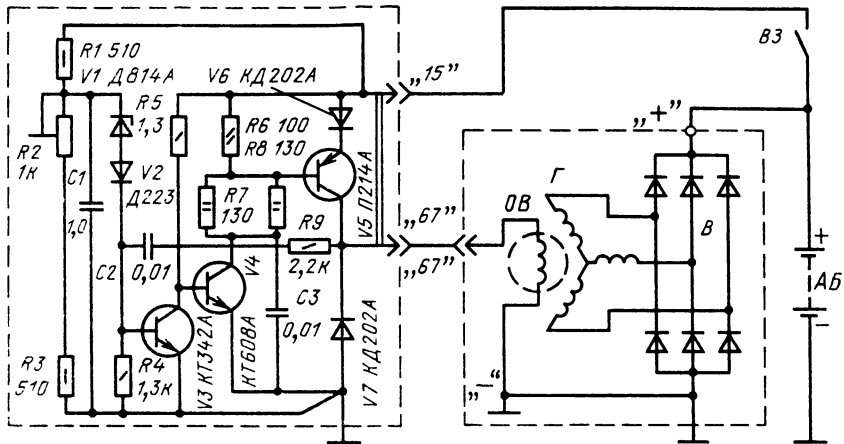 R1 510
V1 Д814А
R5
1,3
V6 КД202А
„15”
ВЗ
R2
1к
R6 100
R8 130
V2
Д223
C1
1,0
R7
130
V5 П214А
R9
2,2к
„67”
„67”
C2
0,01
V4
КТ608А
C3
0,01
R3
510
R4
1,3к
V3 КТ342А
V7 КД202А
„+”
Г
ОВ
В
+
АБ
−
„—“